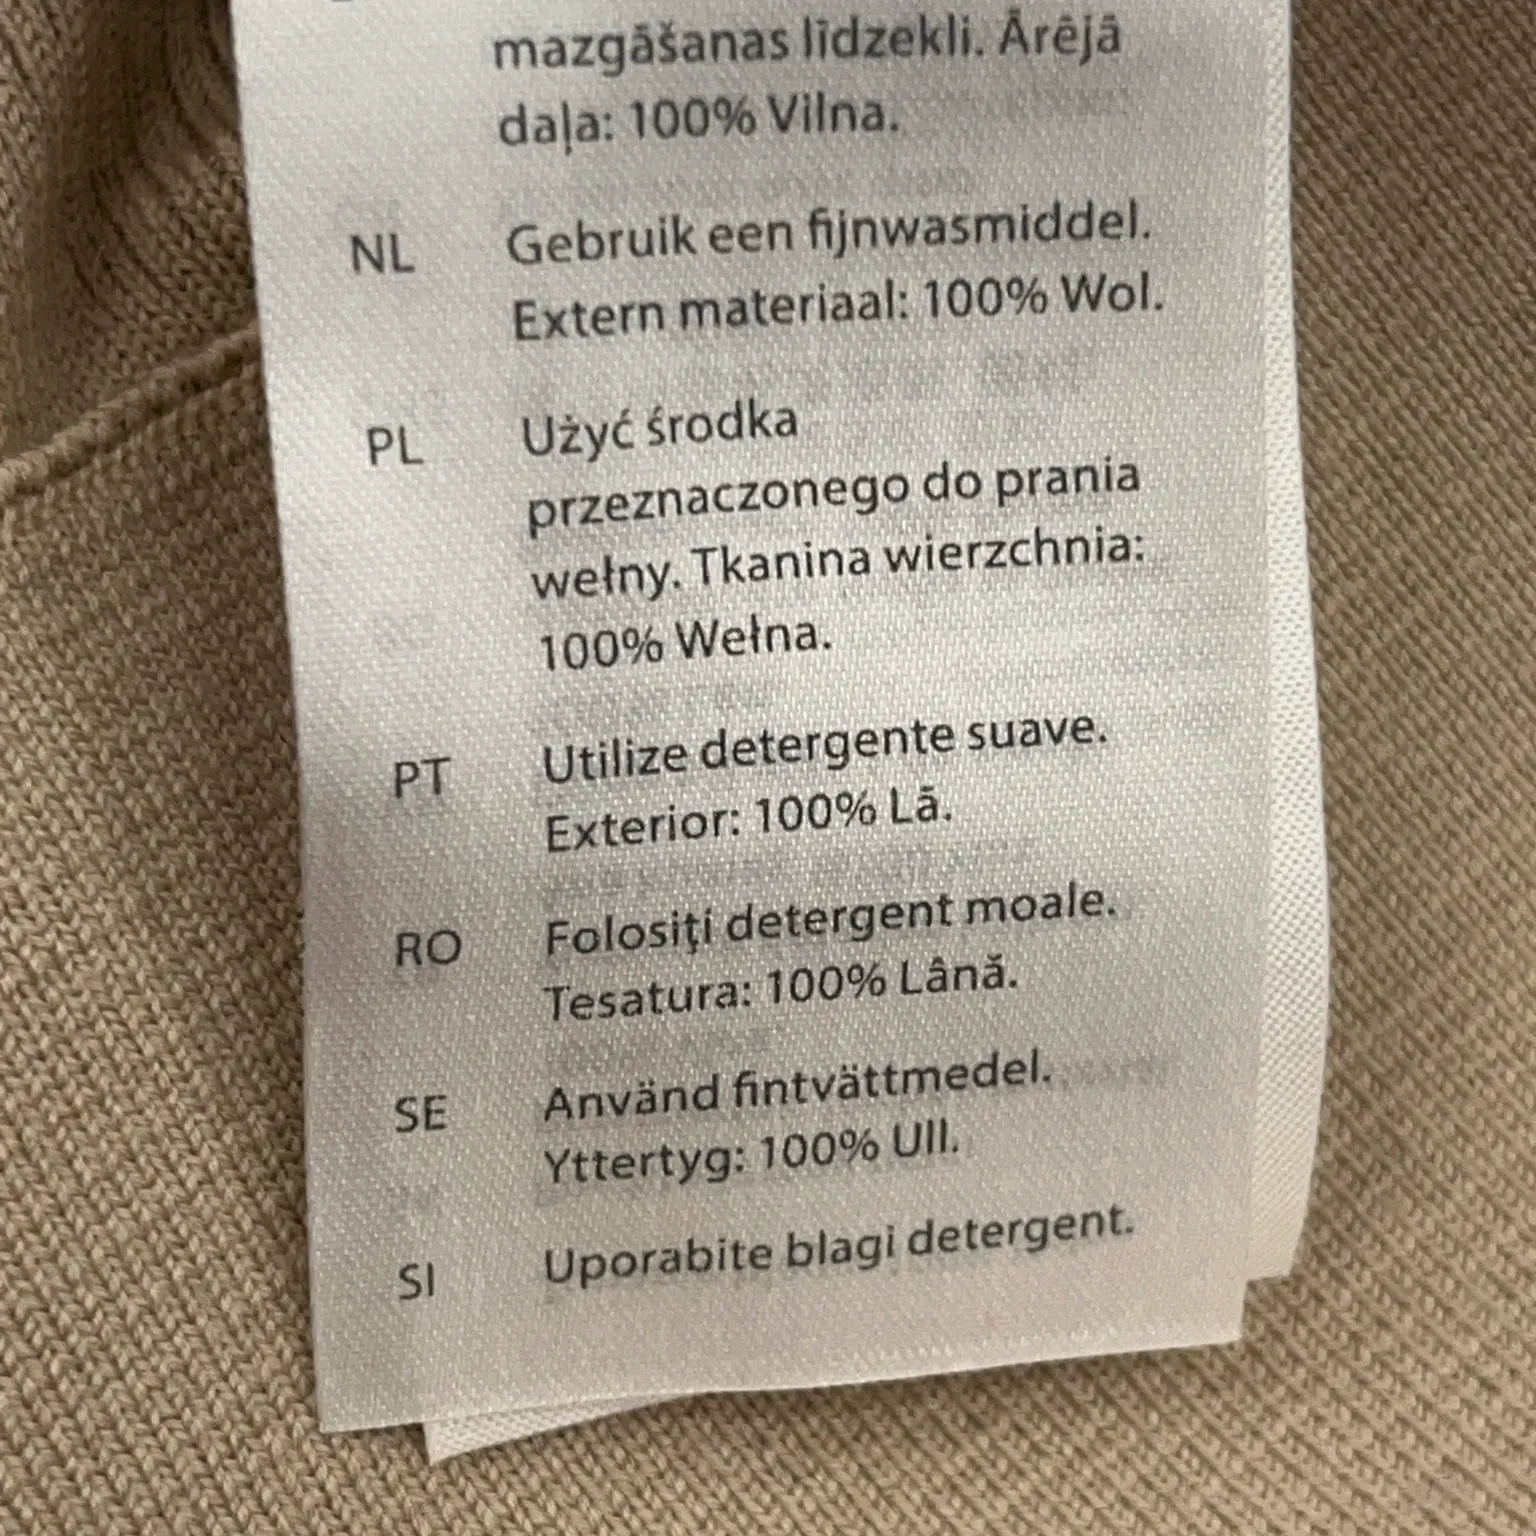 mazgāšanas līdzekli. Ārējā
daļa: 100% Vilna.
NL Gebruik een fijnwasmiddel.
Extern materiaal: 100% Wol.
PL Użyć środka
przeznaczonego do prania
wełny. Tkanina wierzchnia:
100% Wełna.
PT Utilize detergente suave.
Exterior: 100% Lã.
RO Folosiţi detergent moale.
Tesatura: 100% Lână.
SE Använd fintvättmedel.
Yttertyg: 100% Ull.
SI Uporabite blagi detergent.